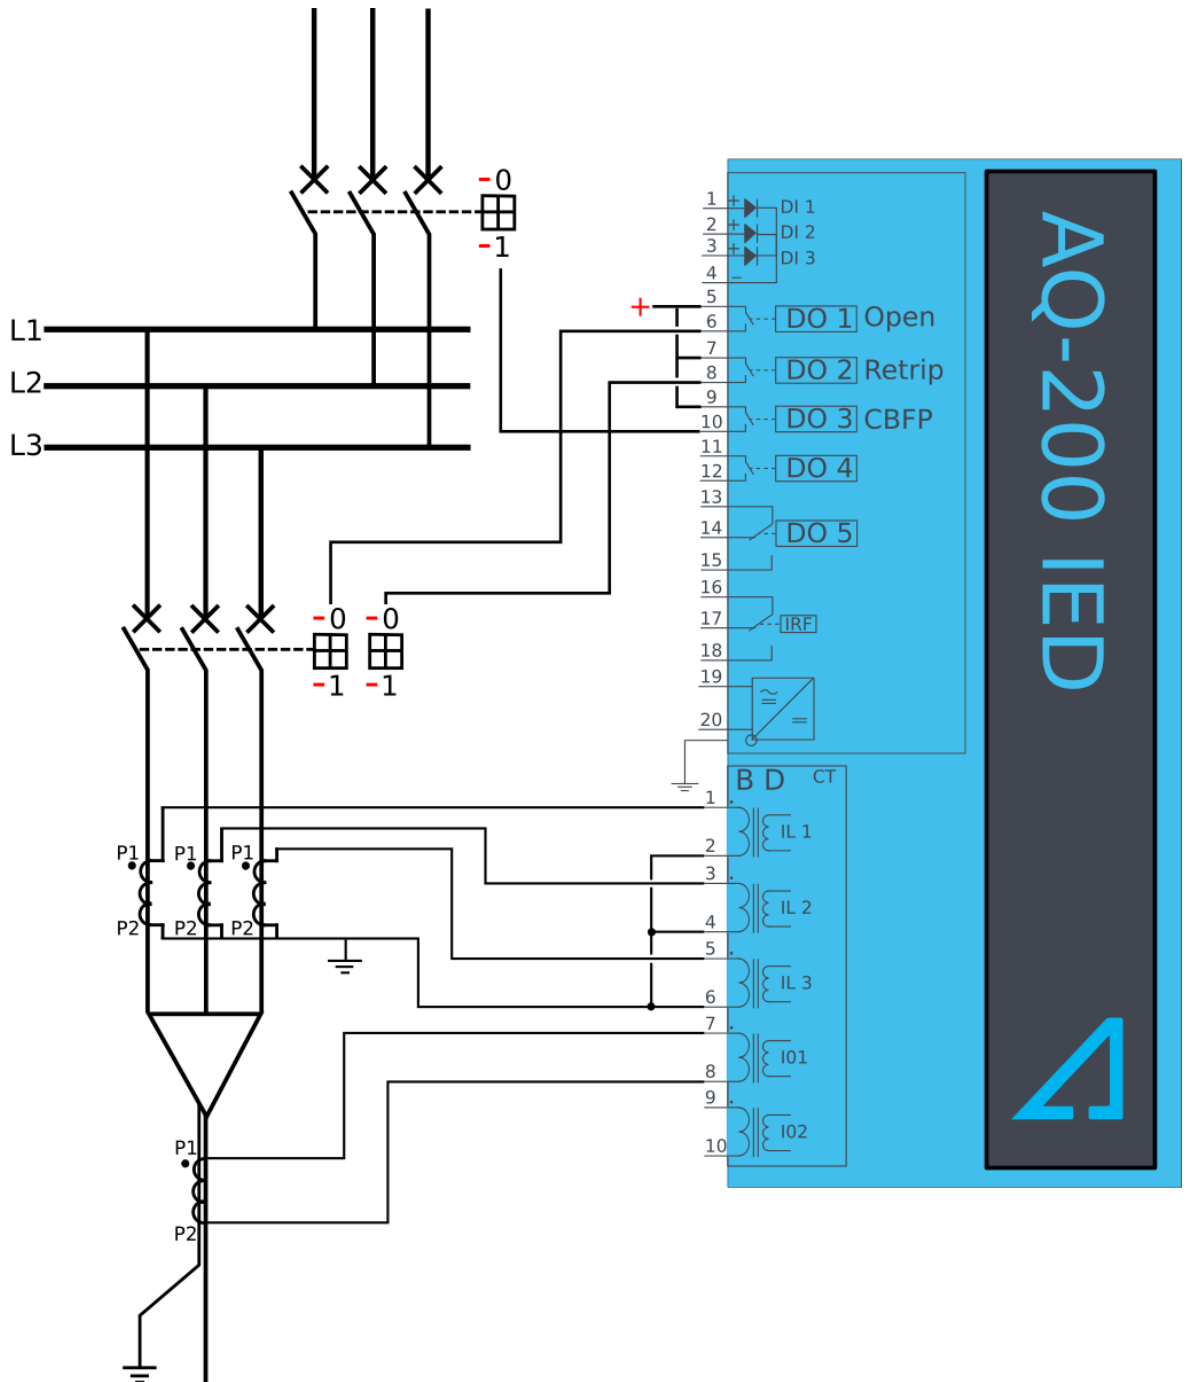 -0
-1
L1
L2
L3
-0
-1
-0
-1
1 + DI 1
2 + DI 2
3 + DI 3
4 -
+
5
6 DO 1 Open
7
8 DO 2 Retrip
9
10 DO 3 CBFP
11
12 DO 4
13
14 DO 5
15
16
17 IRF
18
19
20
B D CT
1
IL 1
2
3
IL 2
4
5
IL 3
6
7
I01
8
9
I02
10
P1 P1 P1
P2 P2 P2
P1
P2
AQ-200 IED